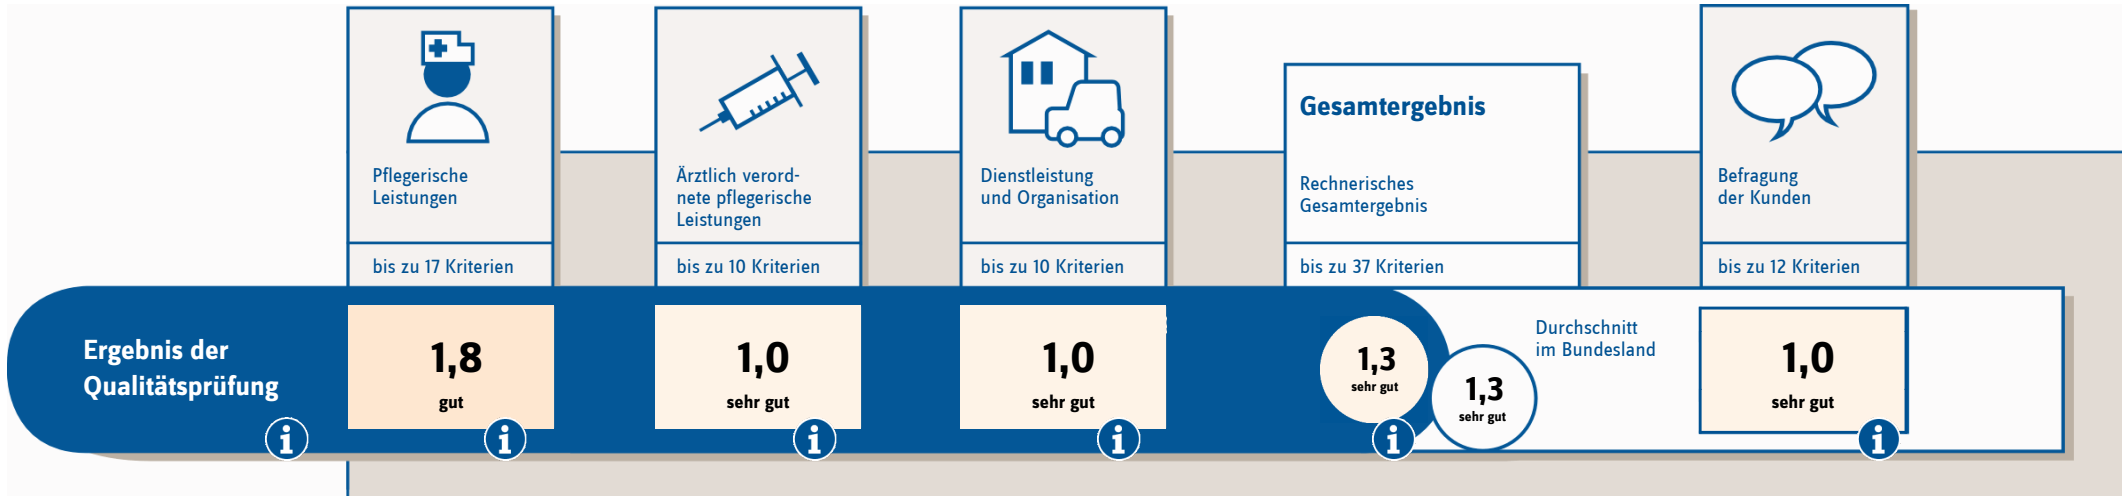 Pflegerische
Leistungen
bis zu 17 Kriterien
Ärztlich verord-
nete pflegerische
Leistungen
bis zu 10 Kriterien
Dienstleistung
und Organisation
bis zu 10 Kriterien
Gesamtergebnis
Rechnerisches
Gesamtergebnis
bis zu 37 Kriterien
Befragung
der Kunden
bis zu 12 Kriterien
Ergebnis der
Qualitätsprüfung
i
1,8
gut
i
1,0
sehr gut
i
1,0
sehr gut
i
1,3
sehr gut
i
1,3
sehr gut
Durchschnitt
im Bundesland
1,0
sehr gut
i